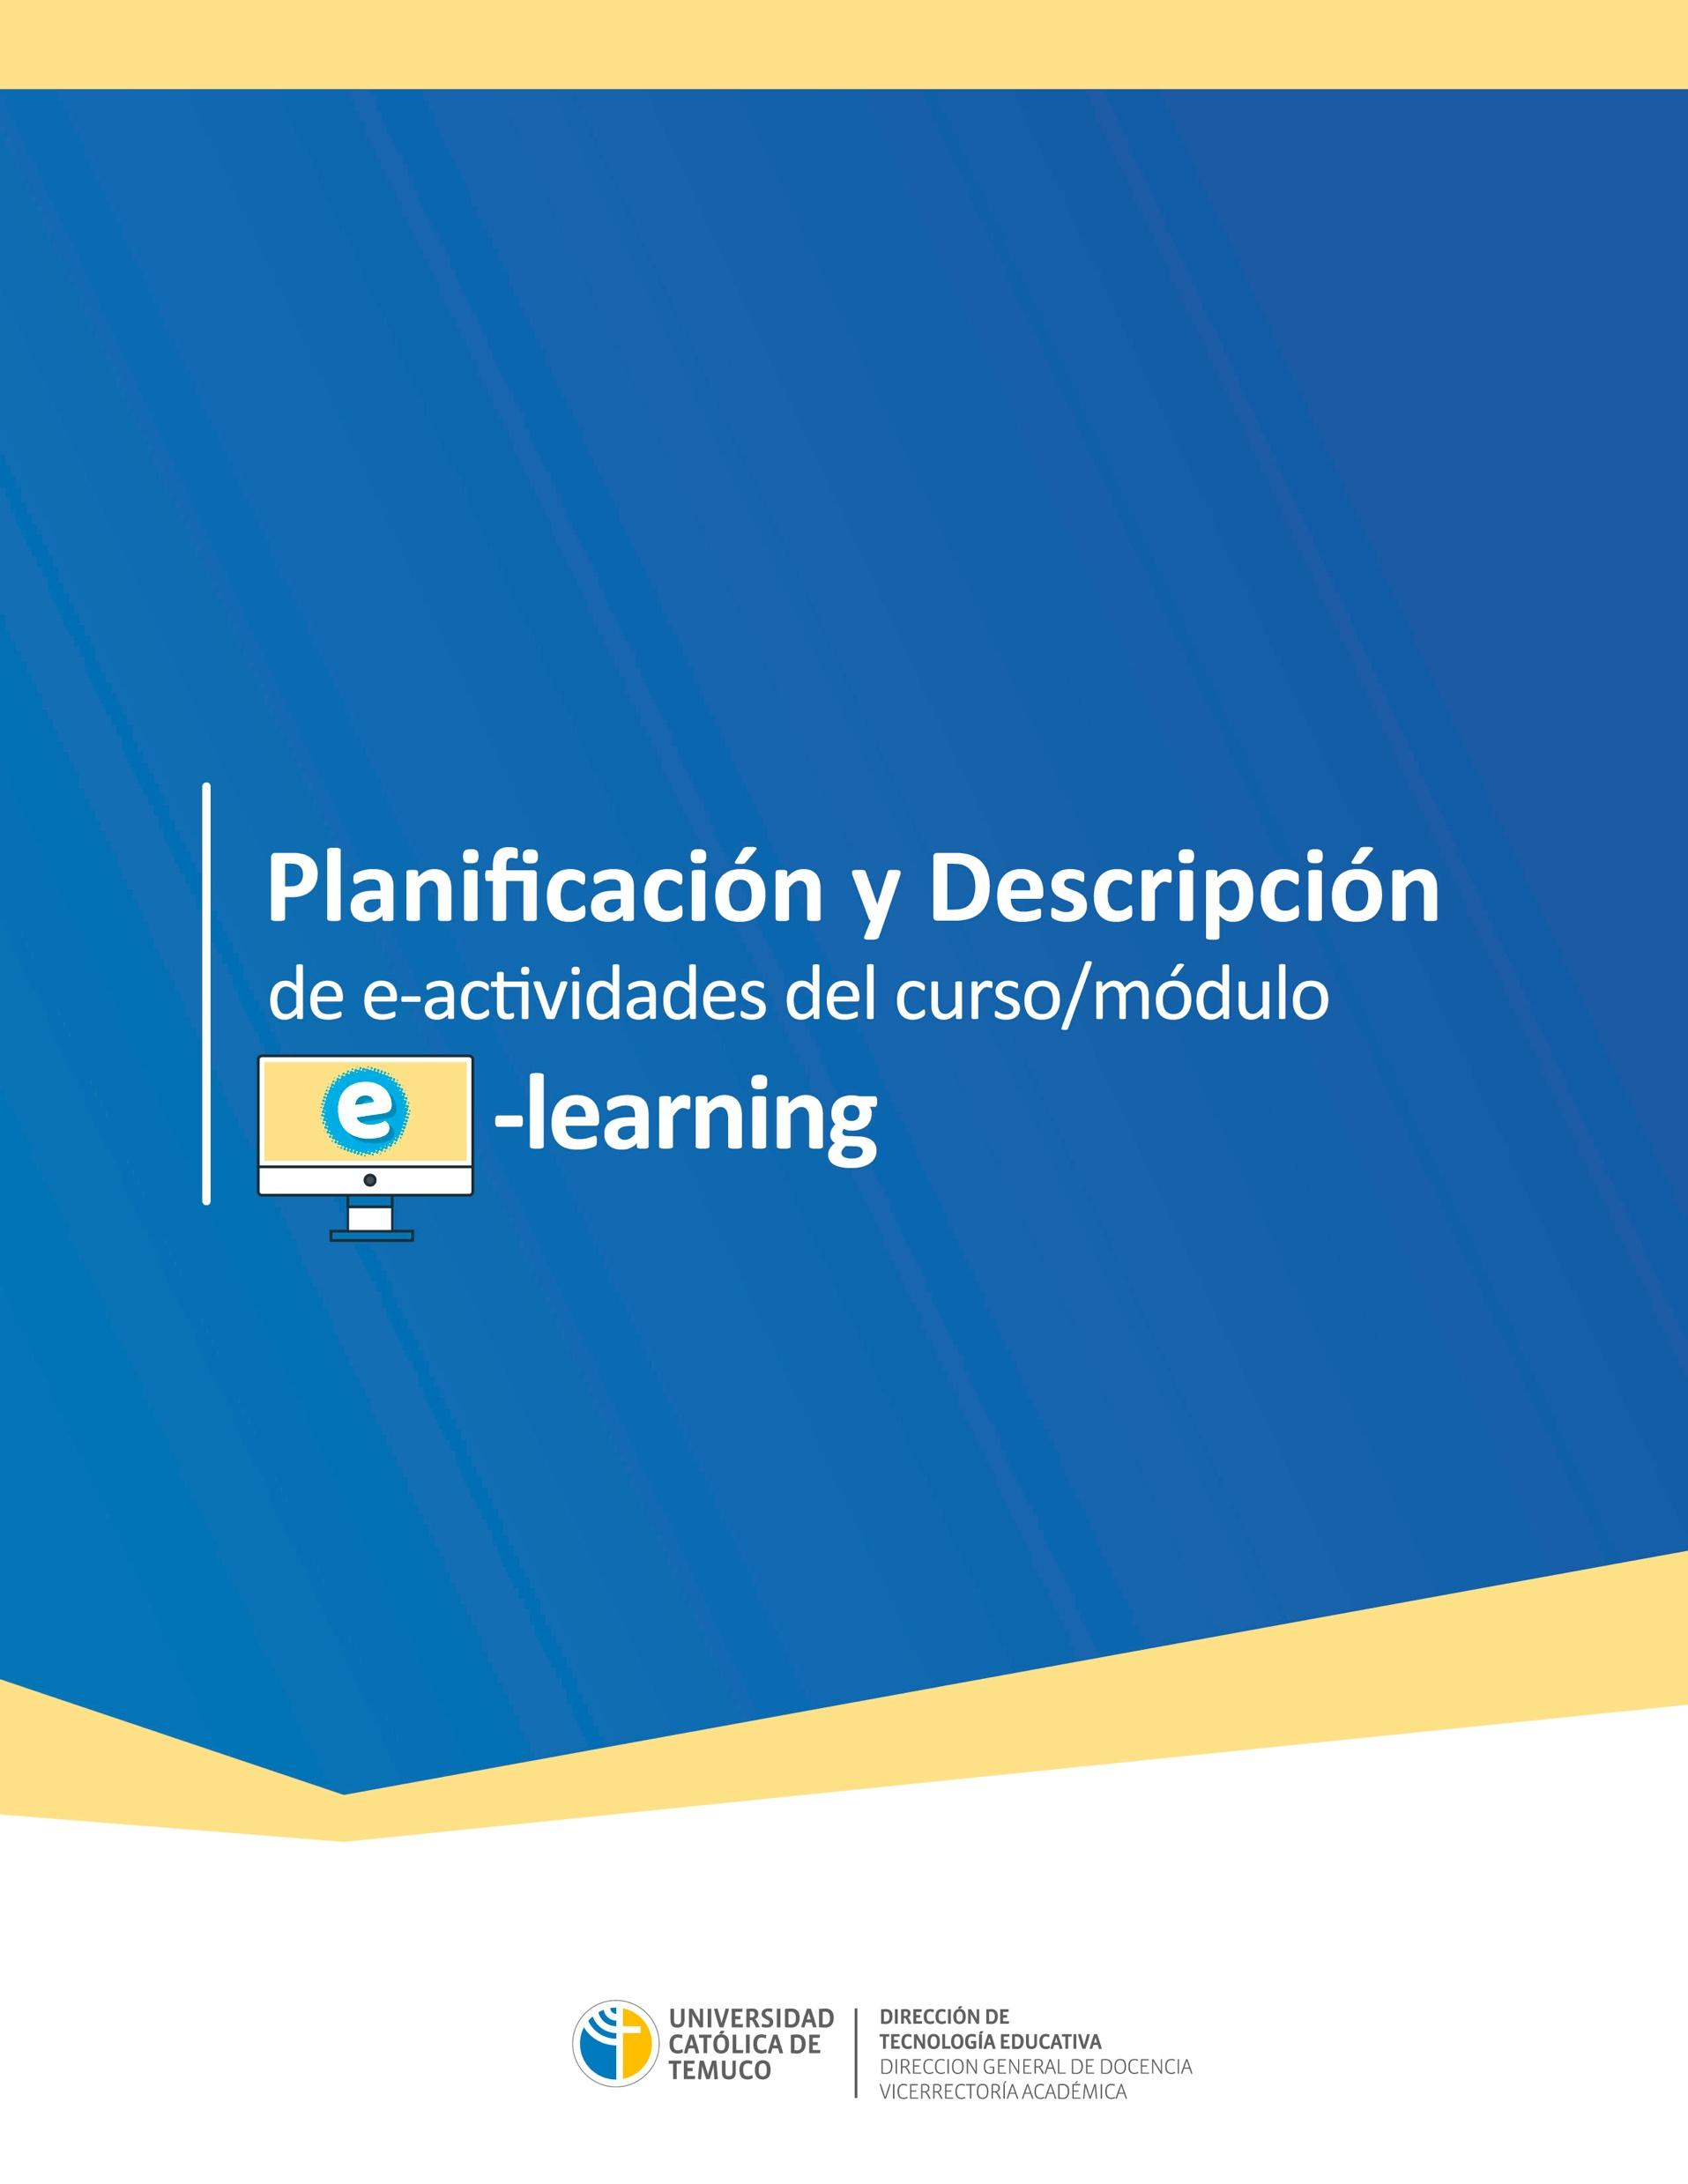 Planificación y Descripción
de e-actividades del curso/módulo
e-learning
UNIVERSIDAD
CATÓLICA DE
TEMUCO
DIRECCIÓN DE
TECNOLOGÍA EDUCATIVA
DIRECCION GENERAL DE DOCENCIA
VICERRECTORÍA ACADÉMICA